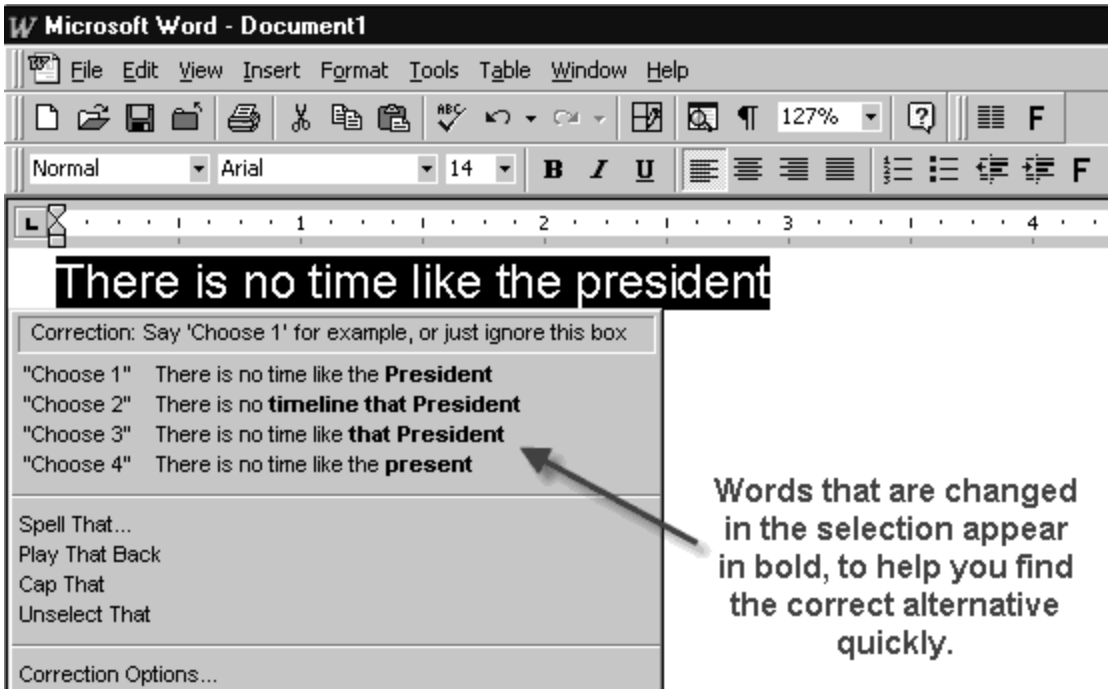 Microsoft Word - Document1
File Edit View Insert Format Tools Table Window Help
ABC 127% F
Normal Arial 14 B I U F
1 2 3 4
There is no time like the president
Correction: Say 'Choose 1' for example, or just ignore this box
"Choose 1" There is no time like the President
"Choose 2" There is no timeline that President
"Choose 3" There is no time like that President
"Choose 4" There is no time like the present
Spell That...
Play That Back
Cap That
Unselect That
Correction Options...
Words that are changed
in the selection appear
in bold, to help you find
the correct alternative
quickly.